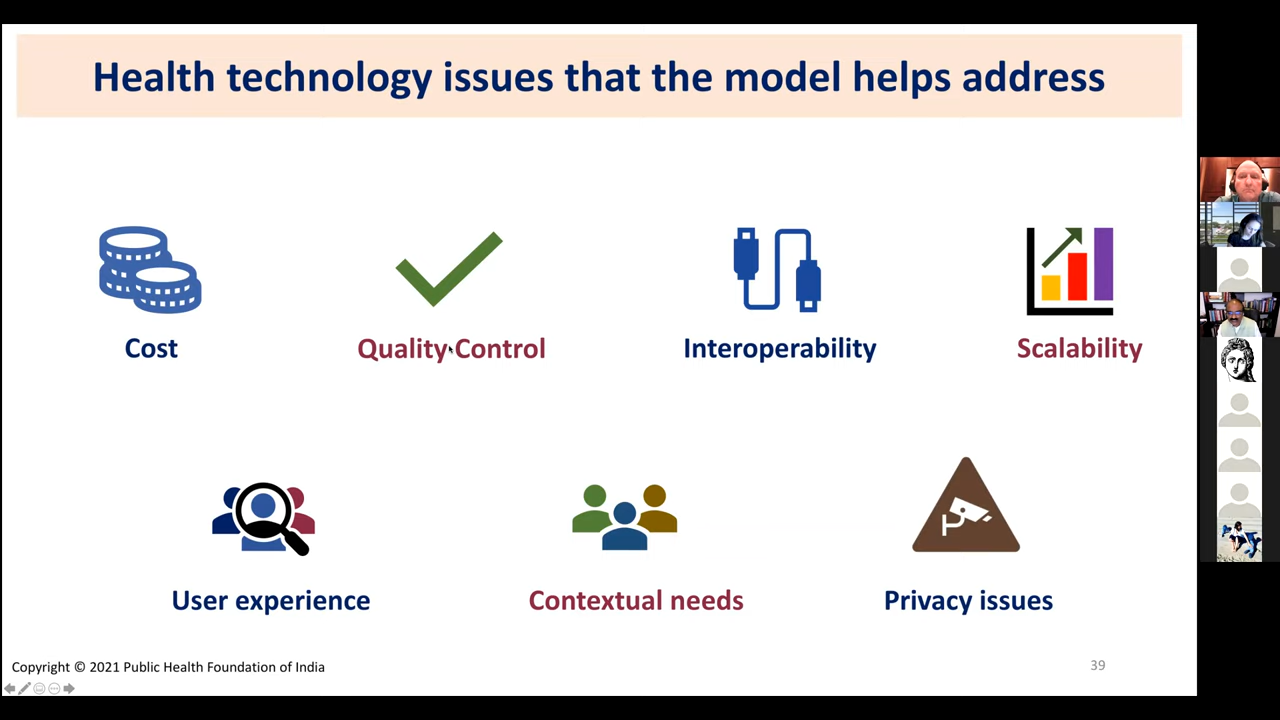 Health technology issues that the model helps address
Cost
Quality Control
Interoperability
Scalability
User experience
Contextual needs
Privacy issues
Copyright © 2021 Public Health Foundation of India
39